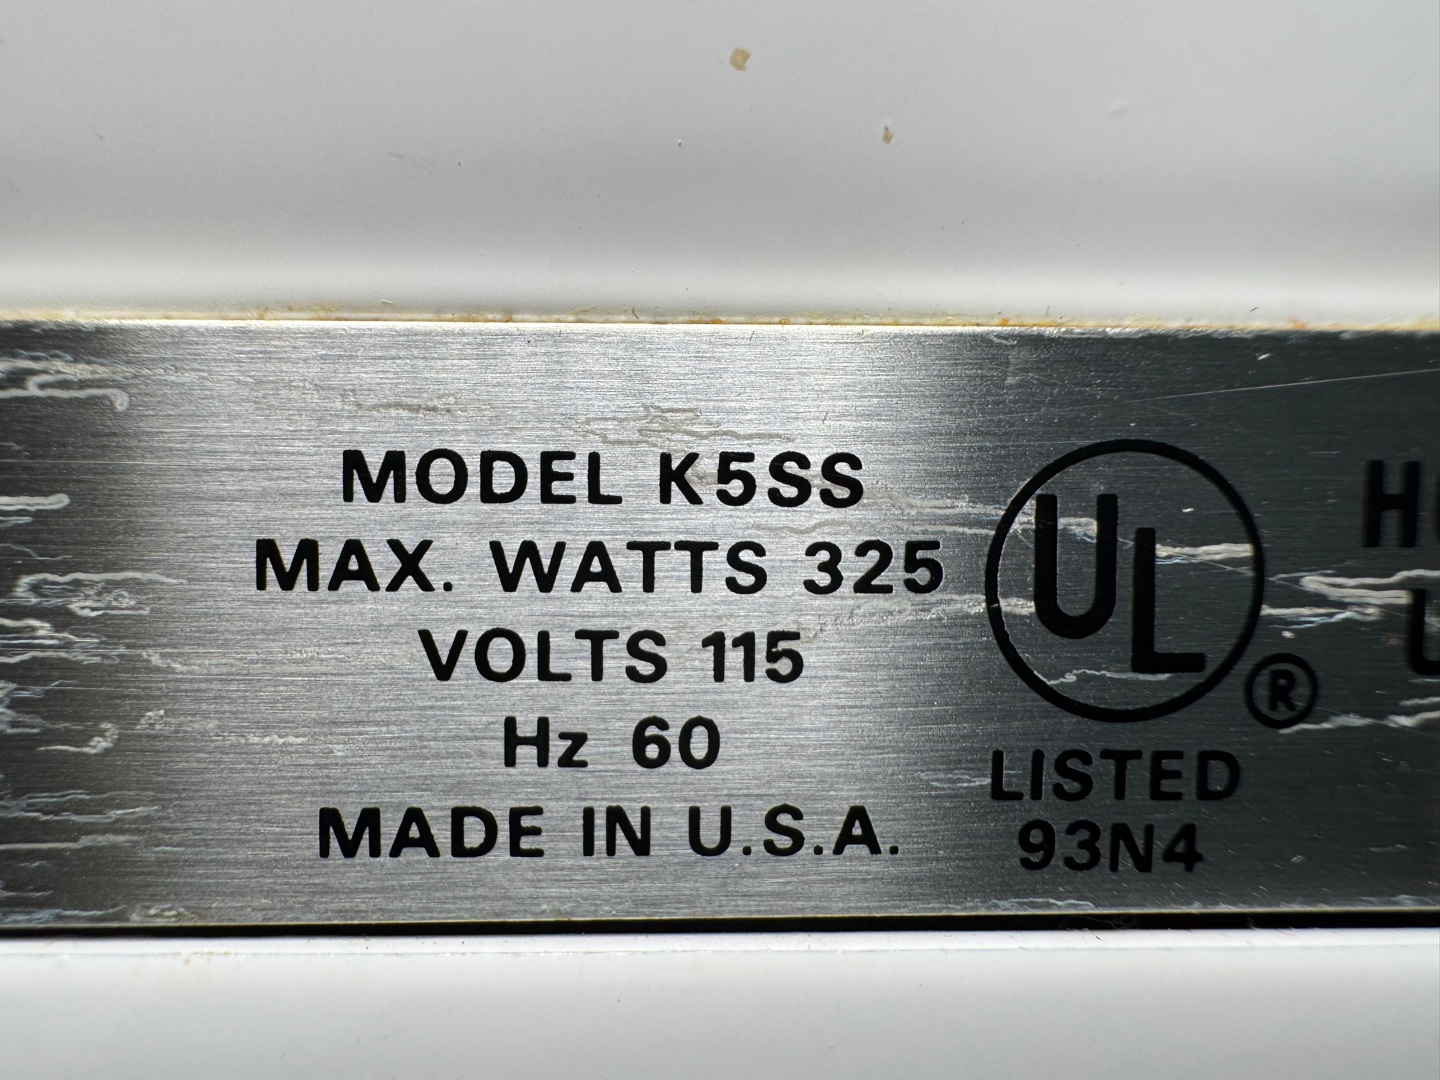 MODEL K5SS
MAX. WATTS 325
VOLTS 115
Hz 60
MADE IN U.S.A.
UL
®
LISTED
93N4